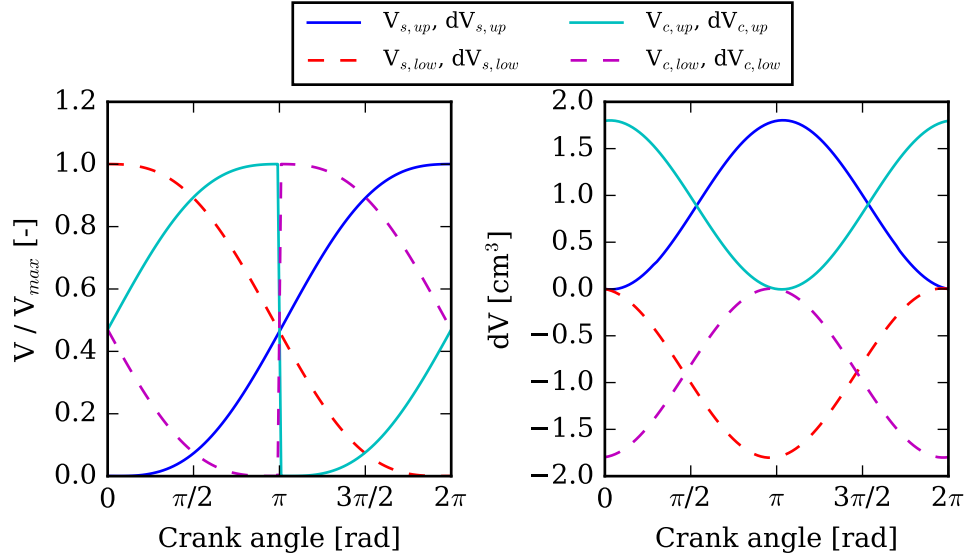 V_{s,up}, dV_{s,up} V_{c,up}, dV_{c,up}
V_{s,low}, dV_{s,low} V_{c,low}, dV_{c,low}
1.2
1.0
0.8
0.6
0.4
0.2
0.0
V / V_{max} [-]
0 π/2 π 3π/2 2π
Crank angle [rad]
2.0
1.5
1.0
0.5
0.0
−0.5
−1.0
−1.5
−2.0
dV [cm^3]
0 π/2 π 3π/2 2π
Crank angle [rad]